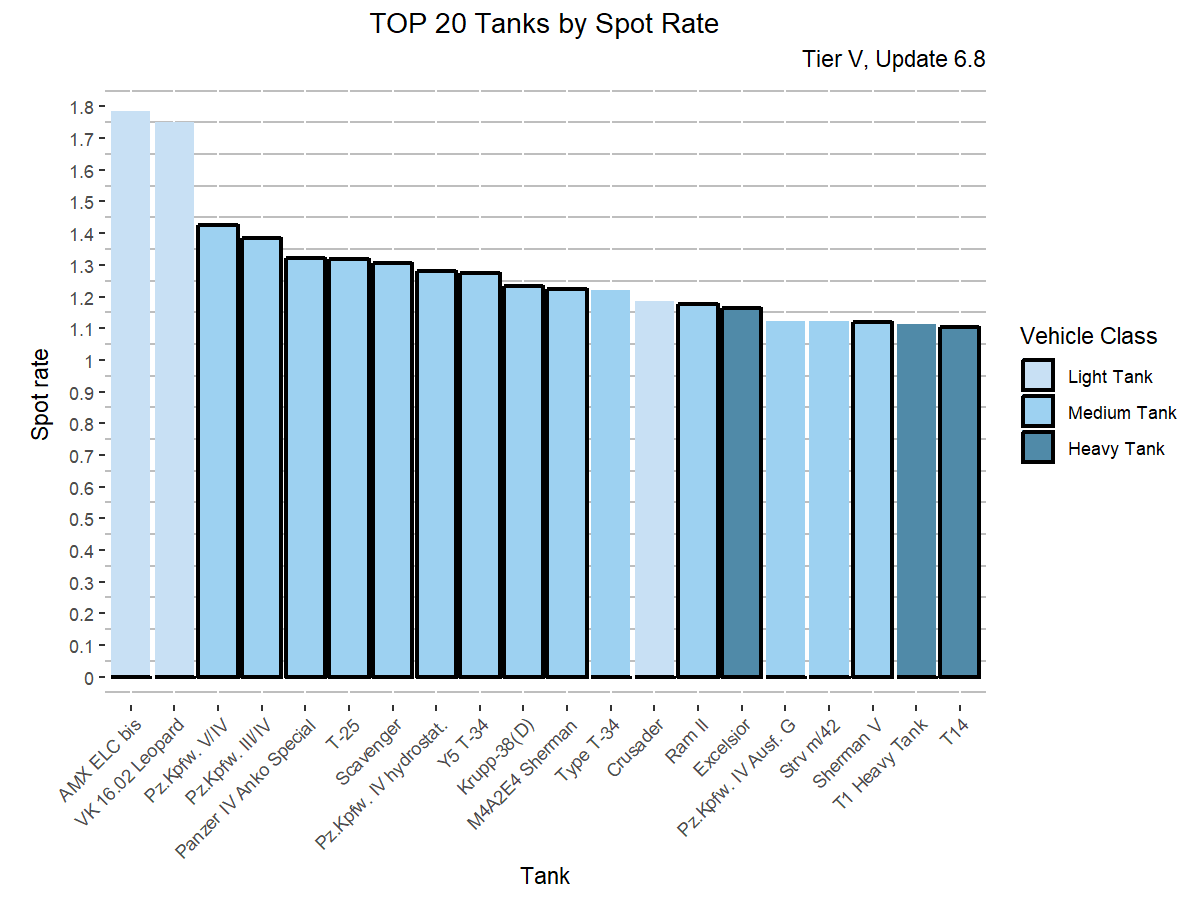 TOP 20 Tanks by Spot Rate
Tier V, Update 6.8
Spot rate
1.8
1.7
1.6
1.5
1.4
1.3
1.2
1.1
1
0.9
0.8
0.7
0.6
0.5
0.4
0.3
0.2
0.1
0
AMX ELC bis
VK 16.02 Leopard
Pz.Kpfw. V/IV
Pz.Kpfw. III/IV
Panzer IV Anko Special
T-25
Scavenger
Pz.Kpfw. IV hydrostat.
Y5 T-34
Krupp-38(D)
M4A2E4 Sherman
Type T-34
Crusader
Ram II
Excelsior
Pz.Kpfw. IV Ausf. G
Strv m/42
Sherman V
T1 Heavy Tank
T14
Tank
Vehicle Class
Light Tank
Medium Tank
Heavy Tank